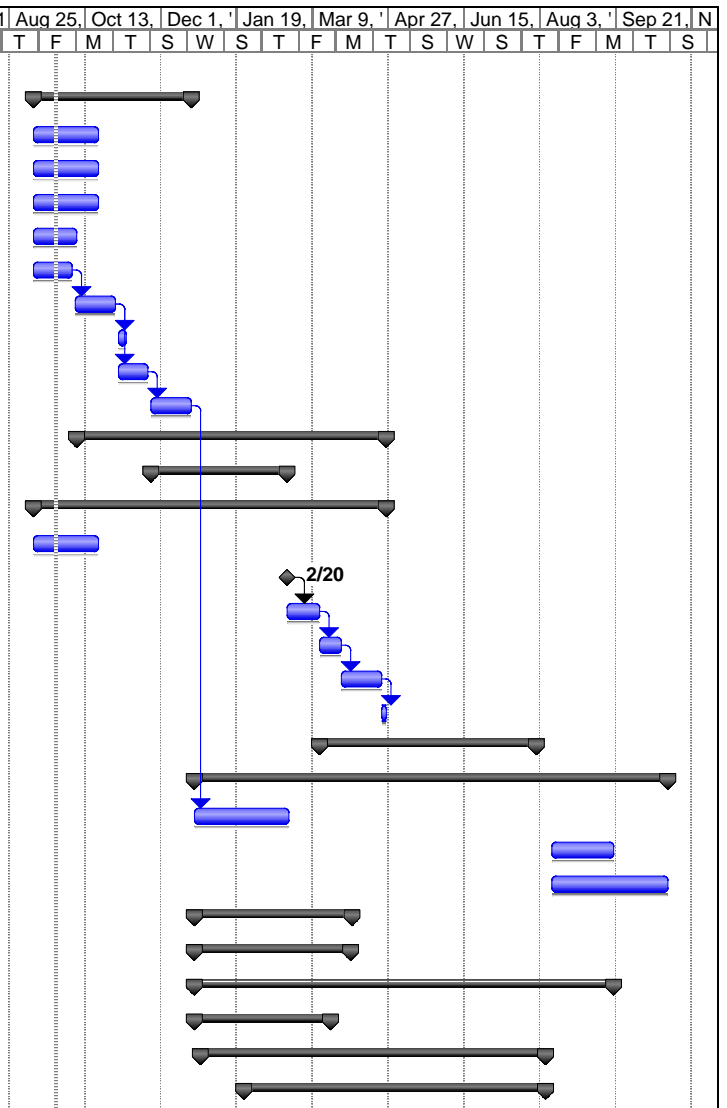 1 Aug 25, Oct 13, Dec 1, ' Jan 19, Mar 9, ' Apr 27, Jun 15, Aug 3, ' Sep 21, N
T F M T S W S T F M T S W S T F M T S
2/20